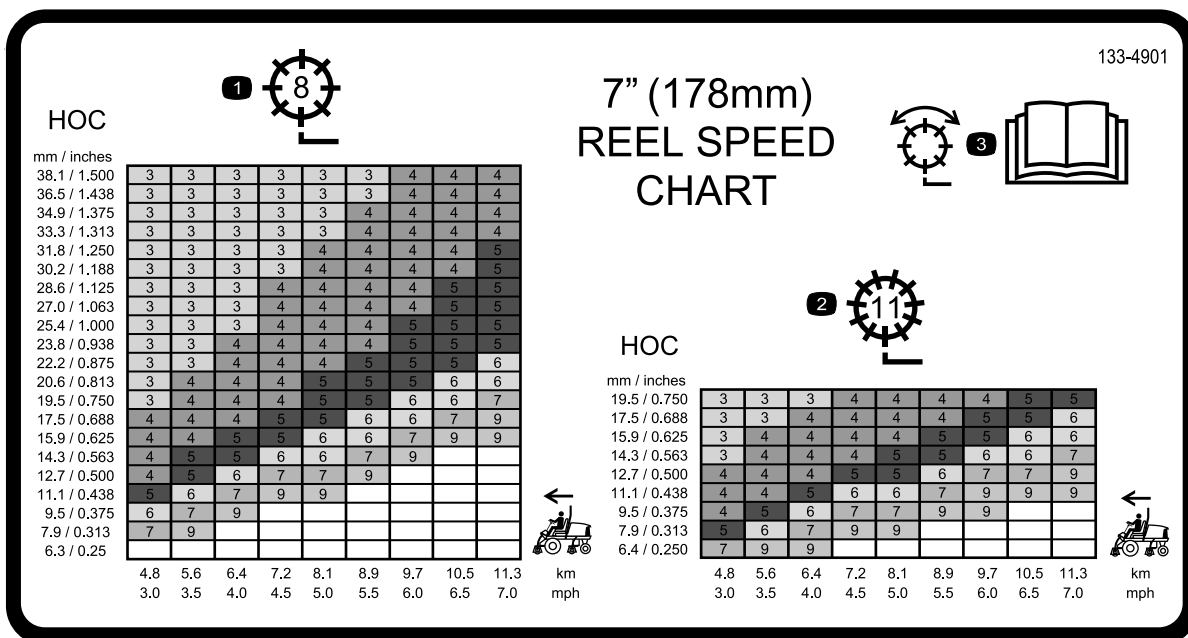 133-4901
7” (178mm)
REEL SPEED
CHART
3
1
8
HOC
mm / inches
38.1 / 1.500 3 3 3 3 3 3 4 4 4
36.5 / 1.438 3 3 3 3 3 3 4 4 4
34.9 / 1.375 3 3 3 3 3 4 4 4 4
33.3 / 1.313 3 3 3 3 3 4 4 4 4
31.8 / 1.250 3 3 3 3 4 4 4 4 5
30.2 / 1.188 3 3 3 3 4 4 4 4 5
28.6 / 1.125 3 3 3 4 4 4 4 5 5
27.0 / 1.063 3 3 3 4 4 4 4 5 5
25.4 / 1.000 3 3 3 4 4 4 5 5 5
23.8 / 0.938 3 3 4 4 4 4 5 5 5
22.2 / 0.875 3 3 4 4 4 5 5 5 6
20.6 / 0.813 3 4 4 4 5 5 5 6 6
19.5 / 0.750 3 4 4 4 5 5 6 6 7
17.5 / 0.688 4 4 4 5 5 6 6 7 9
15.9 / 0.625 4 4 5 5 6 6 7 9 9
14.3 / 0.563 4 5 5 6 6 7 9
12.7 / 0.500 4 5 6 7 7 9
11.1 / 0.438 5 6 7 9 9
9.5 / 0.375 6 7 9
7.9 / 0.313 7 9
6.3 / 0.25
4.8 5.6 6.4 7.2 8.1 8.9 9.7 10.5 11.3 km
3.0 3.5 4.0 4.5 5.0 5.5 6.0 6.5 7.0 mph
2
11
HOC
mm / inches
19.5 / 0.750 3 3 3 4 4 4 4 5 5
17.5 / 0.688 3 3 4 4 4 4 5 5 6
15.9 / 0.625 3 4 4 4 4 5 5 6 6
14.3 / 0.563 3 4 4 4 5 5 6 6 7
12.7 / 0.500 4 4 4 5 5 6 7 7 9
11.1 / 0.438 4 4 5 6 6 7 9 9 9
9.5 / 0.375 4 5 6 7 7 9 9
7.9 / 0.313 5 6 7 9 9
6.4 / 0.250 7 9 9
4.8 5.6 6.4 7.2 8.1 8.9 9.7 10.5 11.3 km
3.0 3.5 4.0 4.5 5.0 5.5 6.0 6.5 7.0 mph